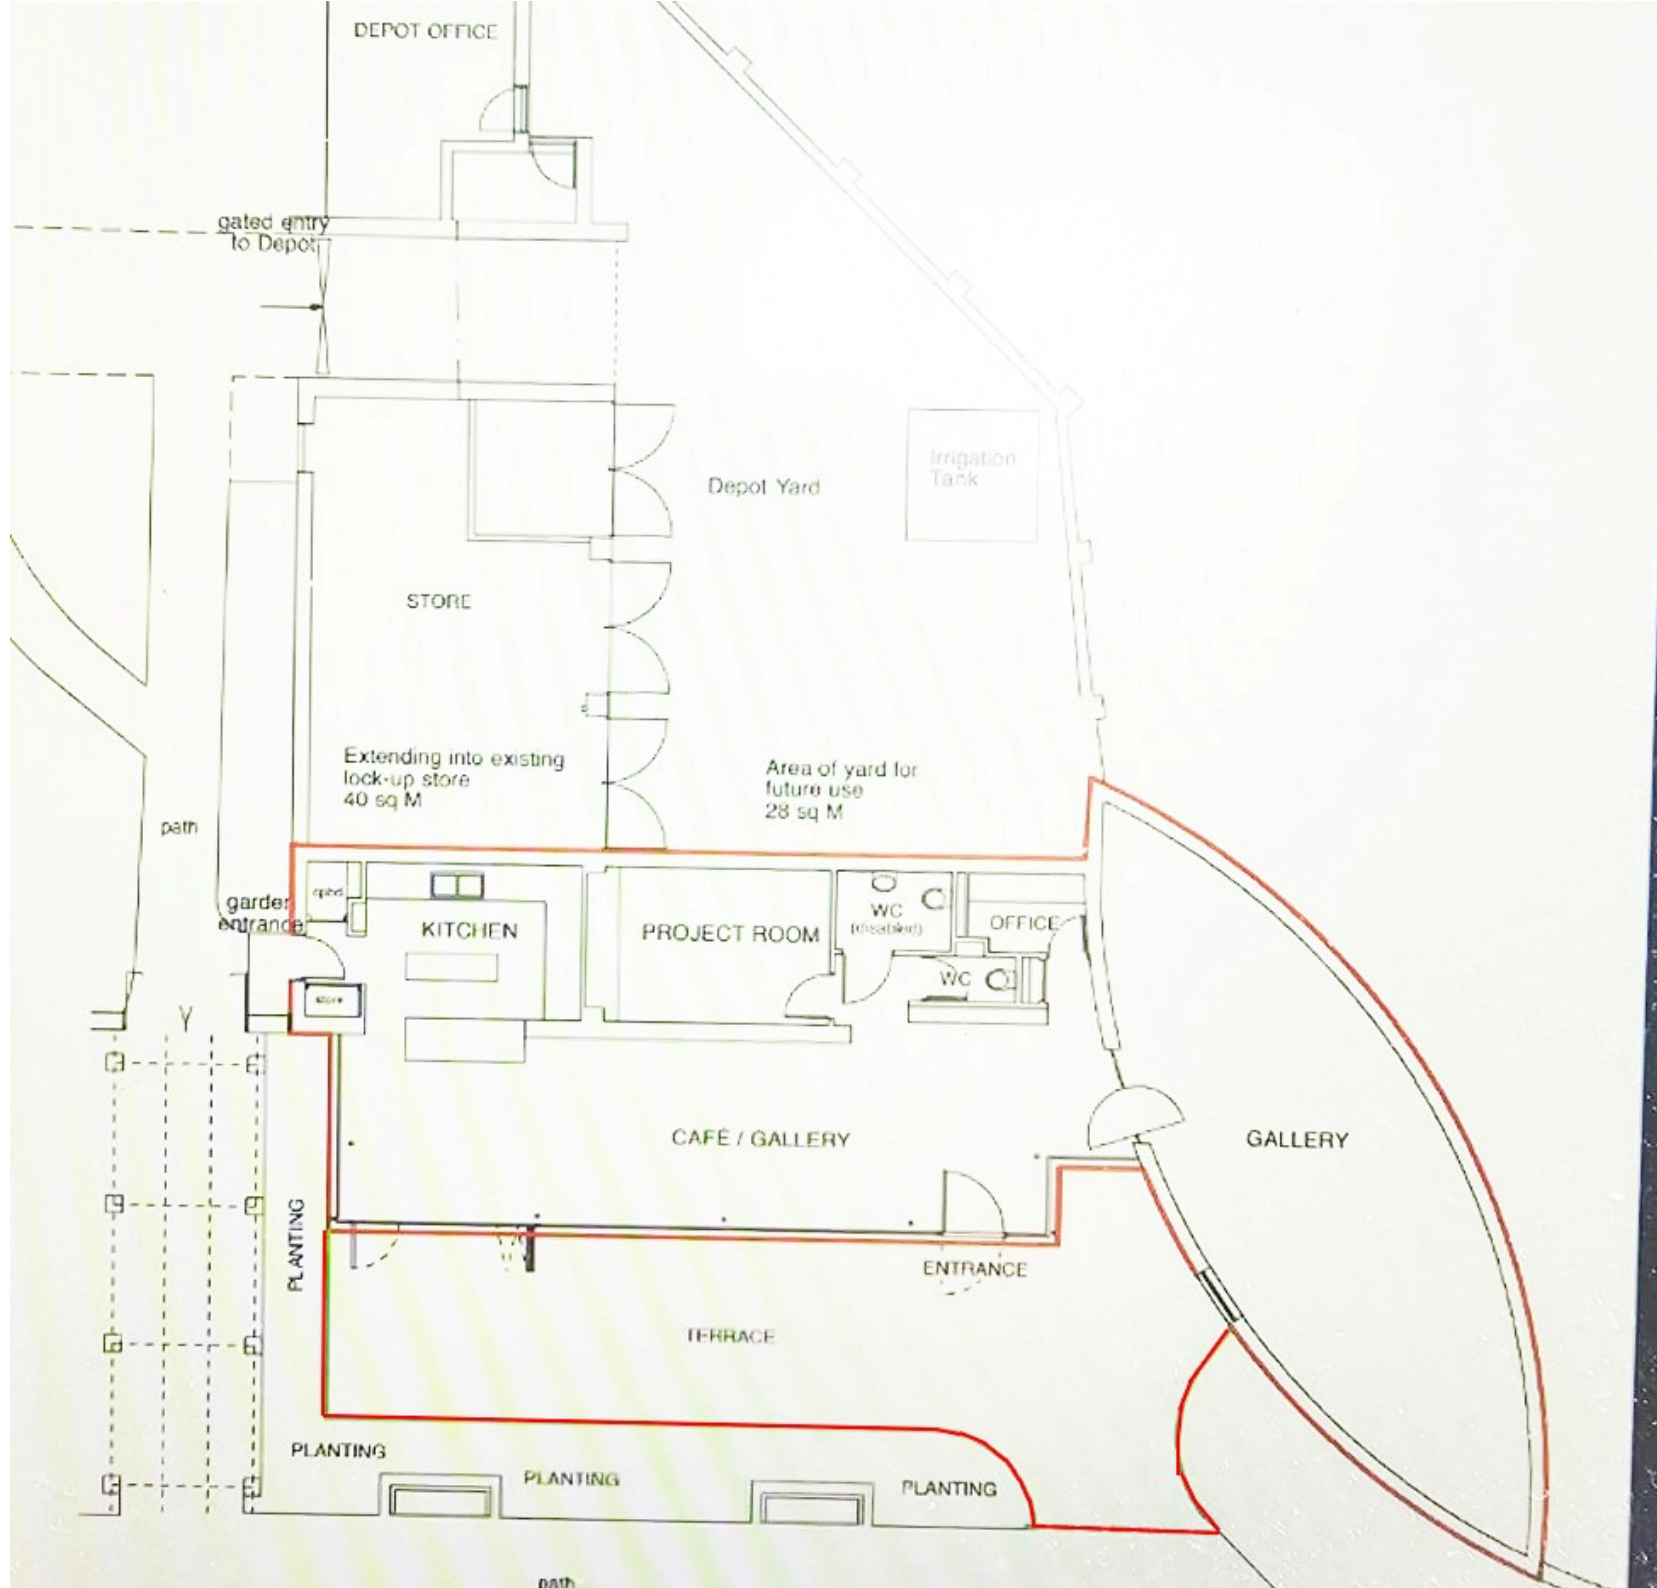 DEPOT OFFICE
gated entry
to Depot
Irrigation
Tank
Depot Yard
STORE
Extending into existing
lock-up store
40 sq M
Area of yard for
future use
28 sq M
path
garden
entrance
cpbd
KITCHEN
PROJECT ROOM
WC
(disabled)
OFFICE
WC
store
Y
CAFÉ / GALLERY
GALLERY
PLANTING
ENTRANCE
TERRACE
PLANTING
PLANTING
PLANTING
path